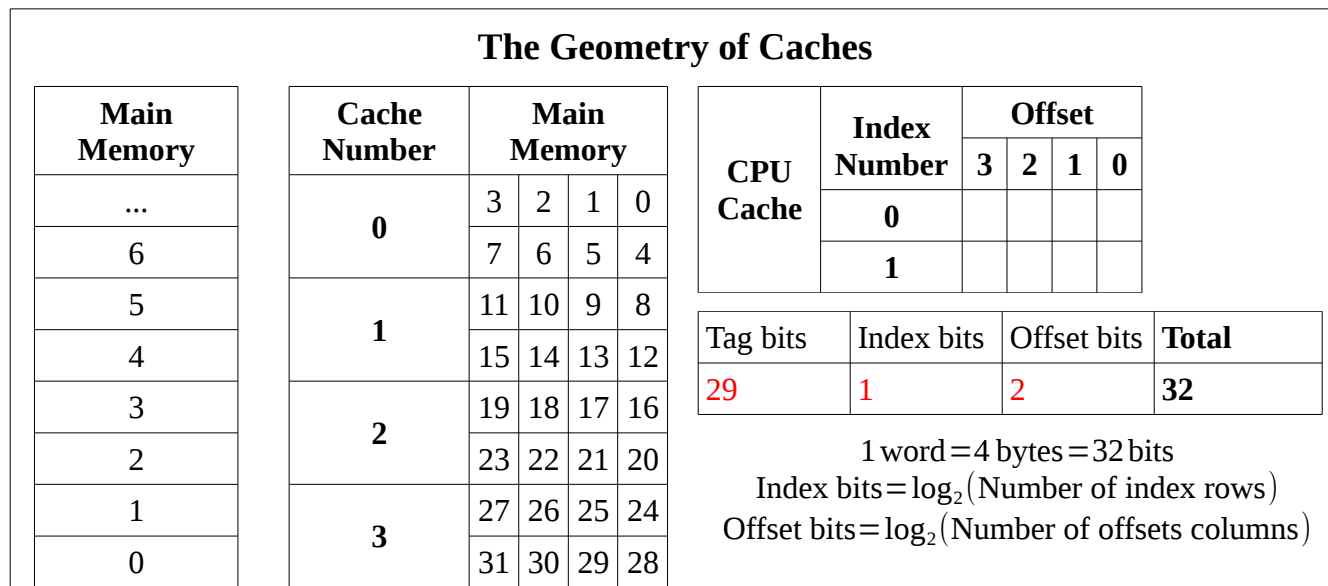 The Geometry of Caches
Main
Memory
...
6
5
4
3
2
1
0
Cache
Number
Main
Memory
0
3 2 1 0
7 6 5 4
1
11 10 9 8
15 14 13 12
2
19 18 17 16
23 22 21 20
3
27 26 25 24
31 30 29 28
CPU
Cache
Index
Number
Offset
3 2 1 0
0
1
Tag bits Index bits Offset bits Total
29 1 2 32
1 word=4 bytes=32 bits
Index bits=log₂(Number of index rows)
Offset bits=log₂(Number of offsets columns)